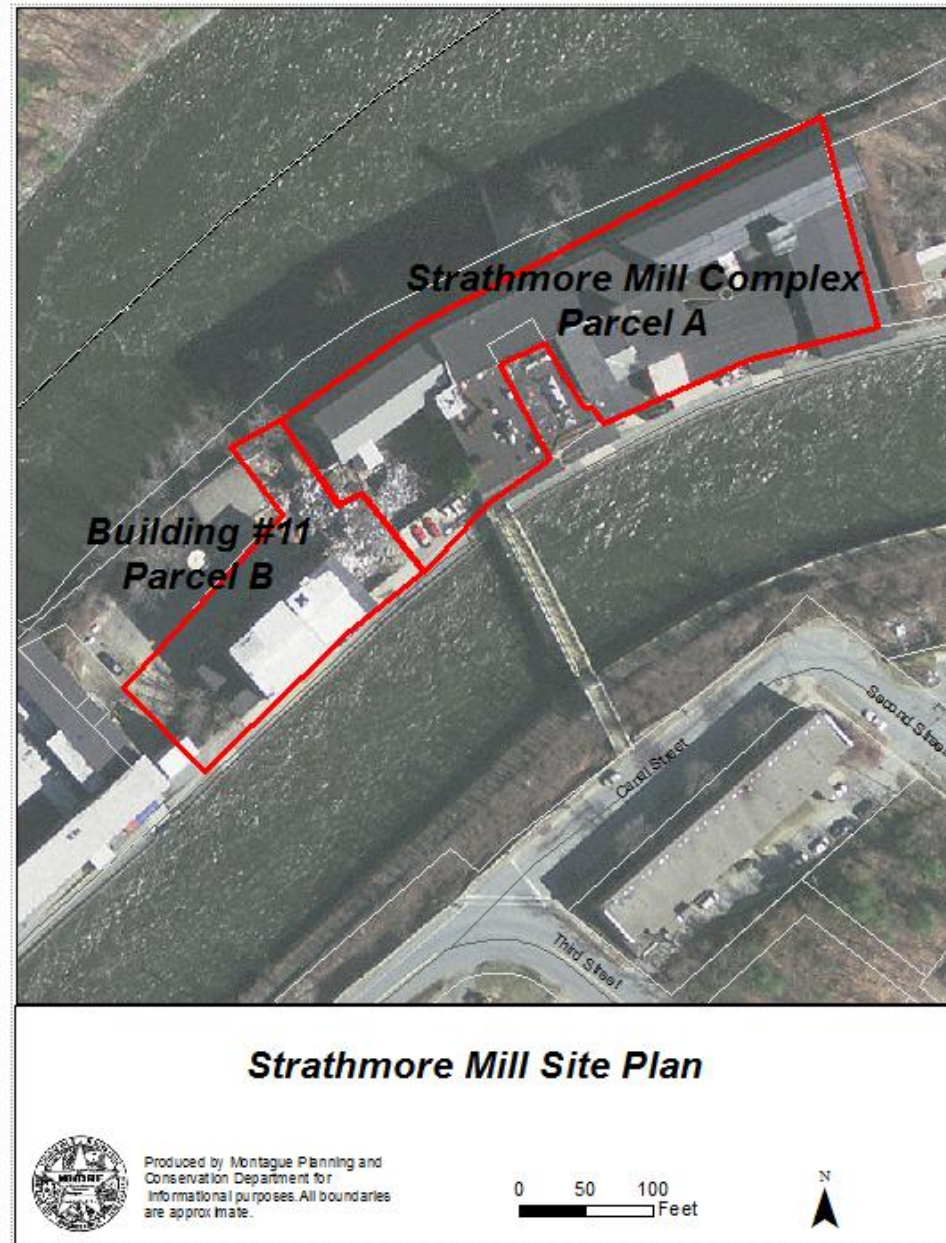 Strathmore Mill Complex
Parcel A
Building #11
Parcel B
Second Street
Canal Street
Third Street
Strathmore Mill Site Plan
Produced by Montague Planning and
Conservation Department for
Informational purposes. All boundaries
are approximate.
0 50 100
Feet
N